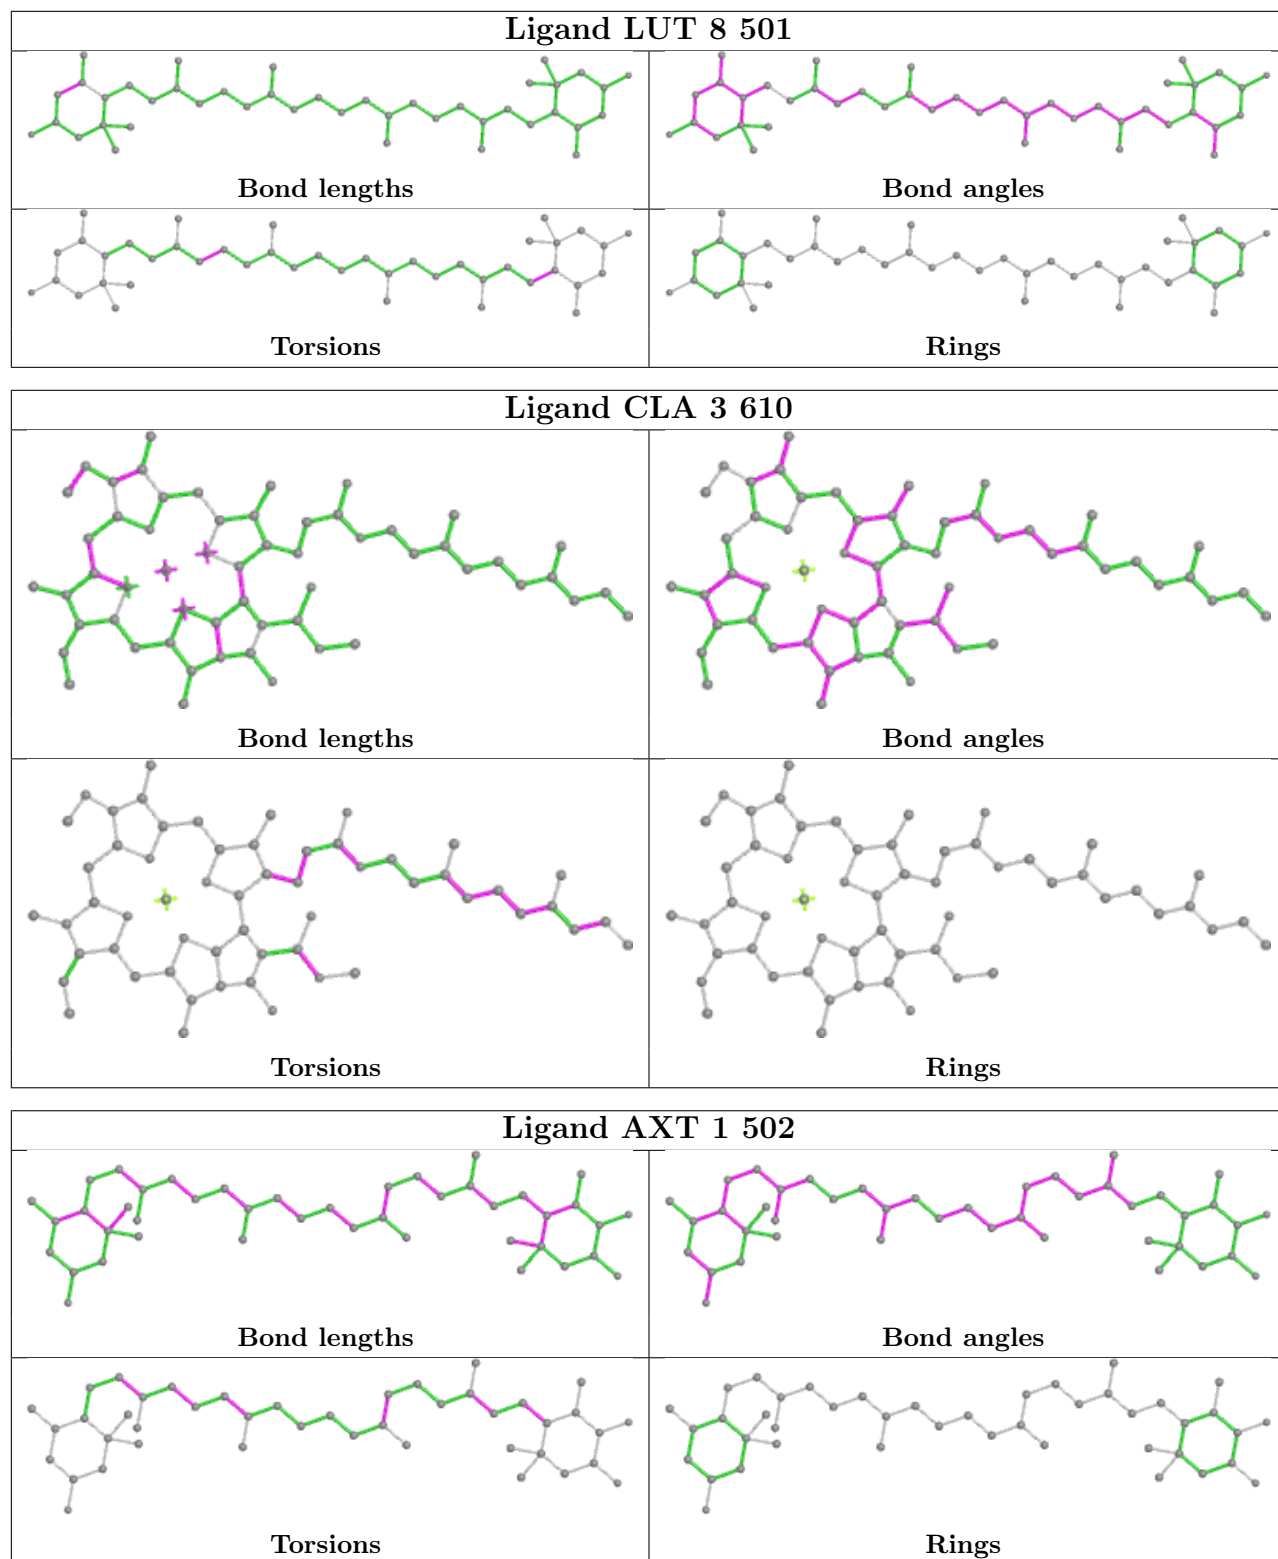 Ligand LUT 8 501
Bond lengths
Bond angles
Torsions
Rings
Ligand CLA 3 610
Bond lengths
Bond angles
Torsions
Rings
Ligand AXT 1 502
Bond lengths
Bond angles
Torsions
Rings